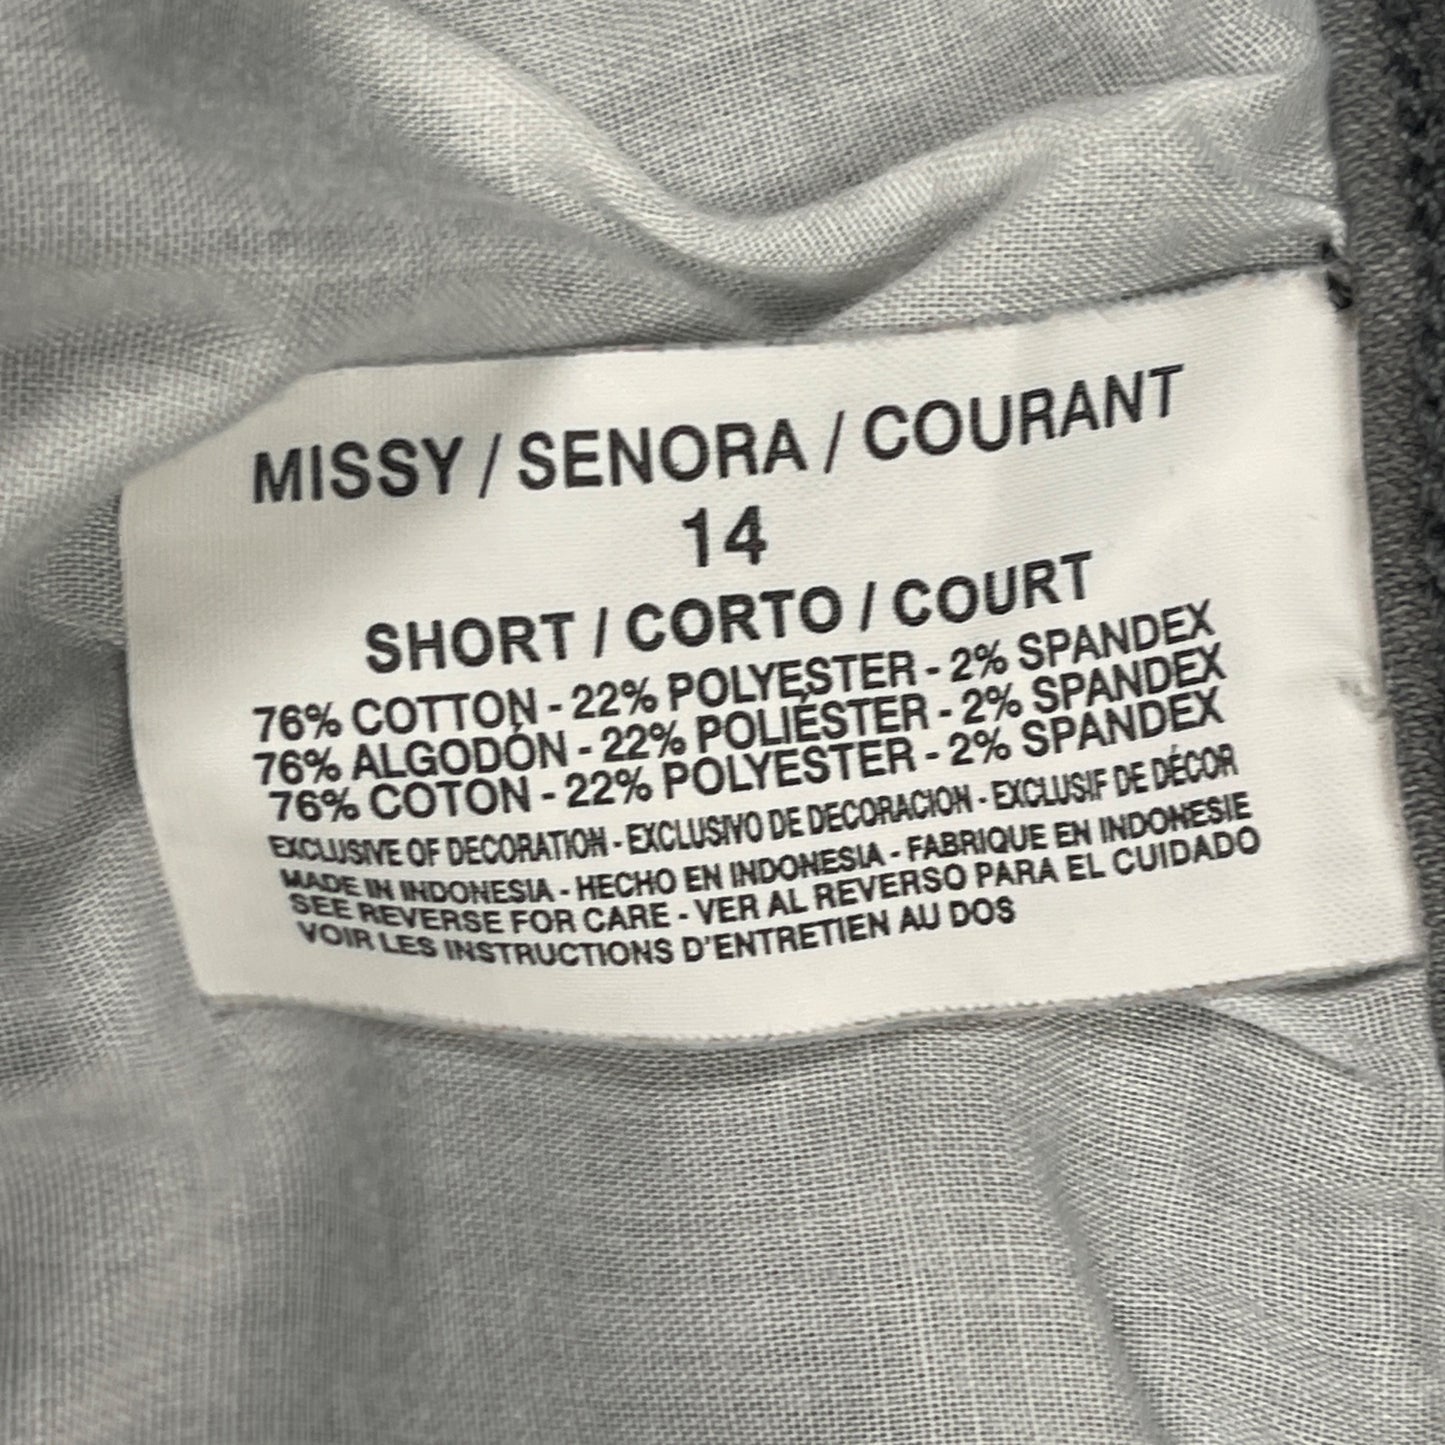 MISSY / SENORA / COURANT
14
SHORT / CORTO / COURT
76% COTTON - 22% POLYESTER - 2% SPANDEX
76% ALGODÓN - 22% POLIÉSTER - 2% SPANDEX
76% COTON - 22% POLYESTER - 2% SPANDEX
EXCLUSIVE OF DECORATION - EXCLUSIVO DE DECORACION - EXCLUSIF DE DÉCOR
MADE IN INDONESIA - HECHO EN INDONESIA - FABRIQUE EN INDONESIE
SEE REVERSE FOR CARE - VER AL REVERSO PARA EL CUIDADO
VOIR LES INSTRUCTIONS D'ENTRETIEN AU DOS